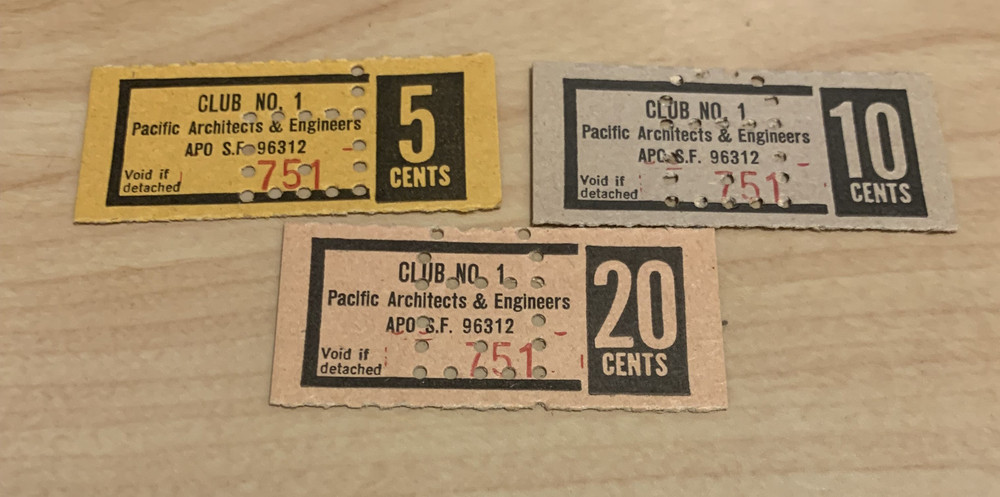 CLUB NO. 1
Pacific Architects & Engineers
APO S.F. 96312
Void if
detached
751
5
CENTS
CLUB NO. 1
Pacific Architects & Engineers
APO S.F. 96312
Void if
detached
751
10
CENTS
CLUB NO. 1
Pacific Architects & Engineers
APO S.F. 96312
Void if
detached
751
20
CENTS